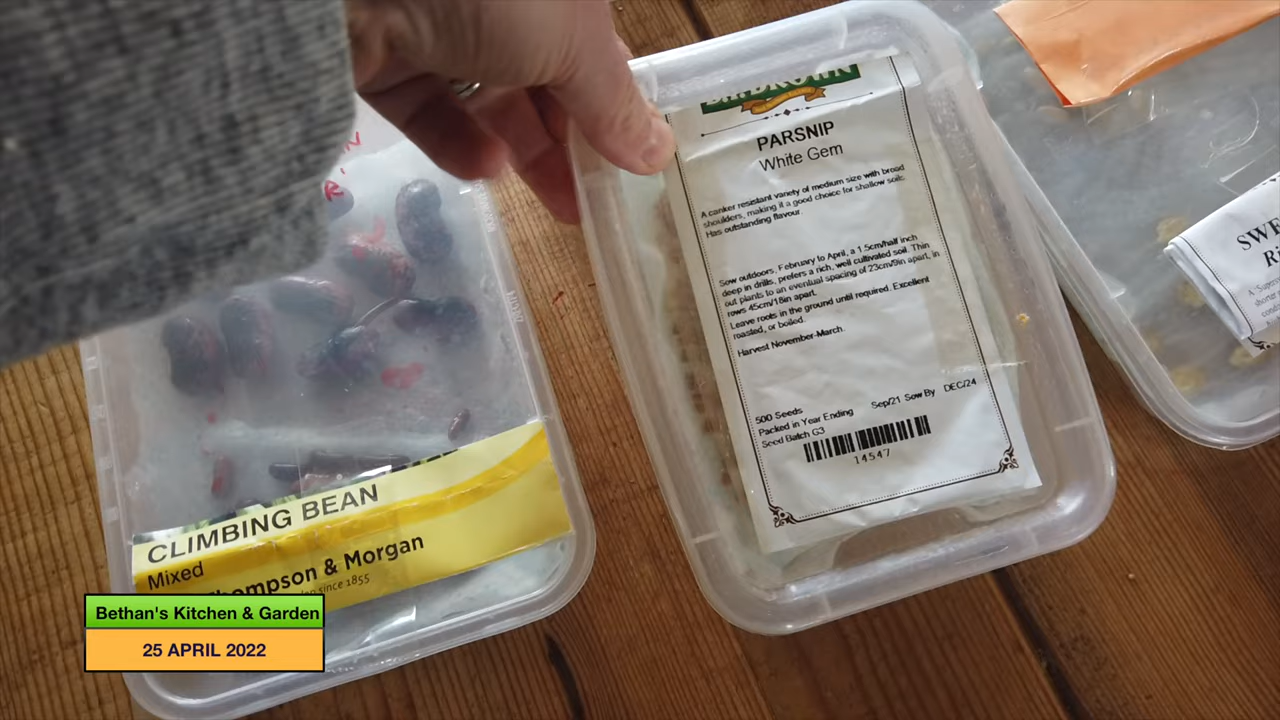 PARSNIP
White Gem
A canker resistant variety of medium size with broad
shoulders, making it a good choice for shallow soils.
Has outstanding flavour.
Sow outdoors, February to April, a 1.5cm/half inch
deep in drills, prefers a rich, well cultivated soil. Thin
out plants to an eventual spacing of 23cm/9in apart, in
rows 45cm/18in apart.
Leave roots in the ground until required. Excellent
roasted, or boiled.
Harvest November-March.
500 Seeds
Packed in Year Ending Sep/21 Sow By DEC/24
Seed Batch G3
14547
CLIMBING BEAN
Mixed
Thompson & Morgan
since 1855
Bethan's Kitchen & Garden
25 APRIL 2022